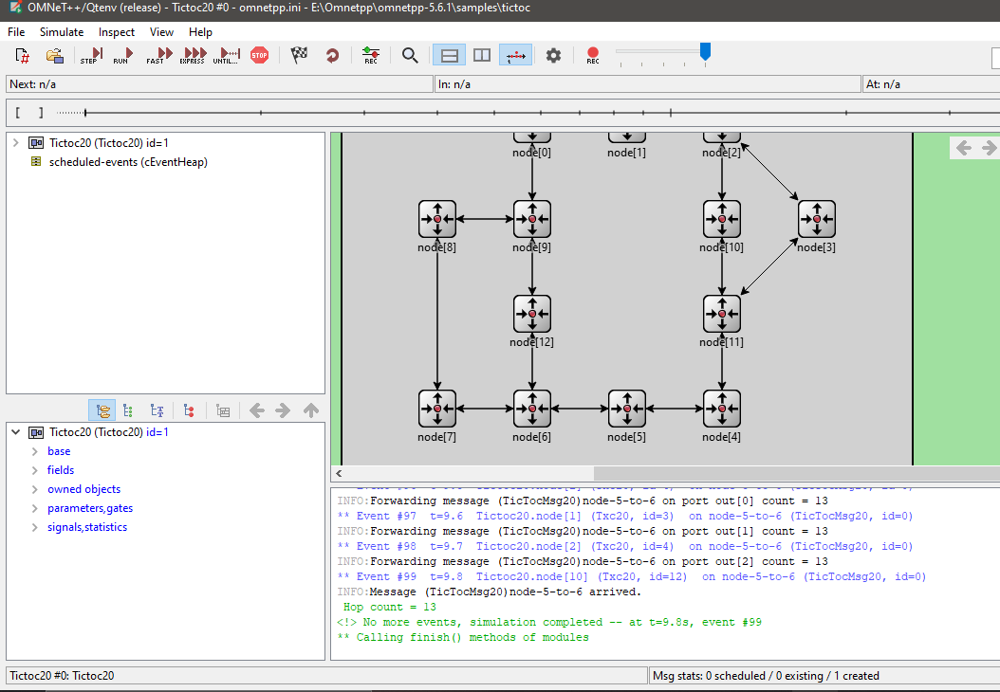 OMNeT++/Qtenv (release) - Tictoc20 #0 - omnetpp.ini - E:\Omnetpp\omnetpp-5.6.1\samples\tictoc
File Simulate Inspect View Help
STEP RUN FAST EXPRESS UNTIL... STOP REC REC
Next: n/a In: n/a At: n/a
[ ]
Tictoc20 (Tictoc20) id=1
scheduled-events (cEventHeap)
node[0] node[1] node[2]
node[8] node[9] node[10] node[3]
node[12] node[11]
node[7] node[6] node[5] node[4]
Tictoc20 (Tictoc20) id=1
base
fields
owned objects
parameters,gates
signals,statistics
INFO:Forwarding message (TicTocMsg20)node-5-to-6 on port out[0] count = 13
** Event #97 t=9.6 Tictoc20.node[1] (Txc20, id=3) on node-5-to-6 (TicTocMsg20, id=0)
INFO:Forwarding message (TicTocMsg20)node-5-to-6 on port out[1] count = 13
** Event #98 t=9.7 Tictoc20.node[2] (Txc20, id=4) on node-5-to-6 (TicTocMsg20, id=0)
INFO:Forwarding message (TicTocMsg20)node-5-to-6 on port out[2] count = 13
** Event #99 t=9.8 Tictoc20.node[10] (Txc20, id=12) on node-5-to-6 (TicTocMsg20, id=0)
INFO:Message (TicTocMsg20)node-5-to-6 arrived.
Hop count = 13
<!> No more events, simulation completed -- at t=9.8s, event #99
** Calling finish() methods of modules
Tictoc20 #0: Tictoc20 Msg stats: 0 scheduled / 0 existing / 1 created